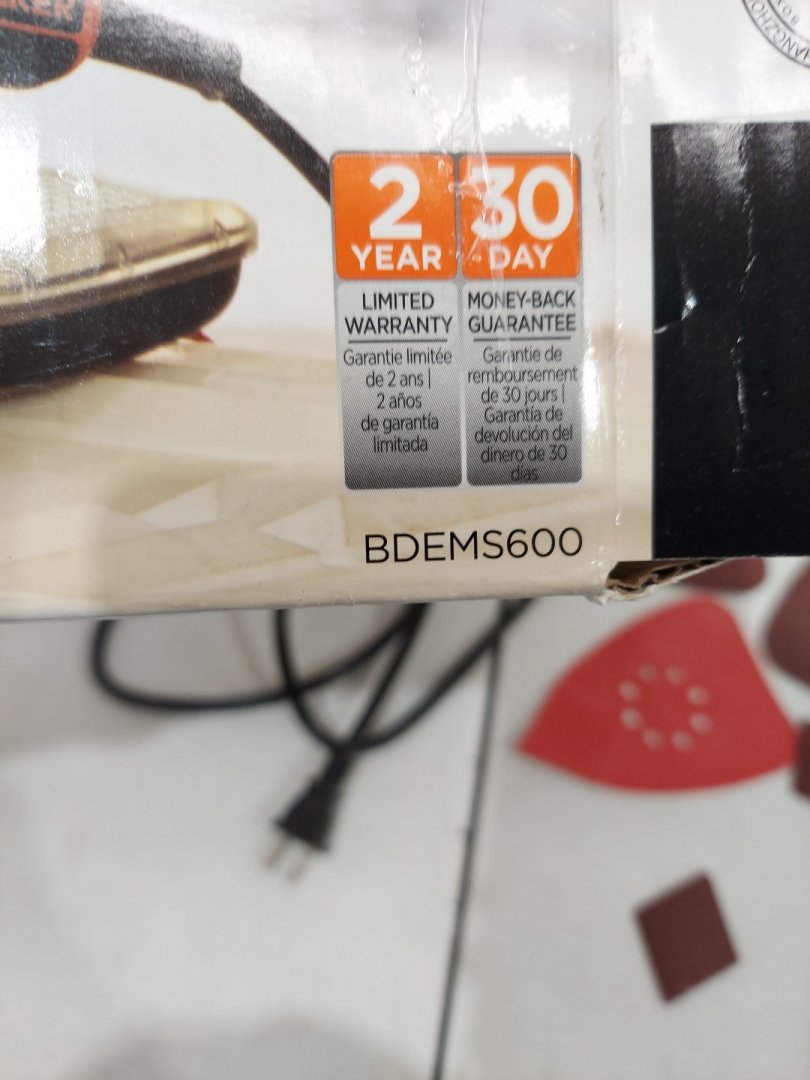 2
YEAR
LIMITED
WARRANTY
Garantie limitée
de 2 ans |
2 años
de garantía
limitada
30
DAY
MONEY-BACK
GUARANTEE
Garantie de
remboursement
de 30 jours |
Garantía de
devolución del
dinero de 30
días
BDEMS600